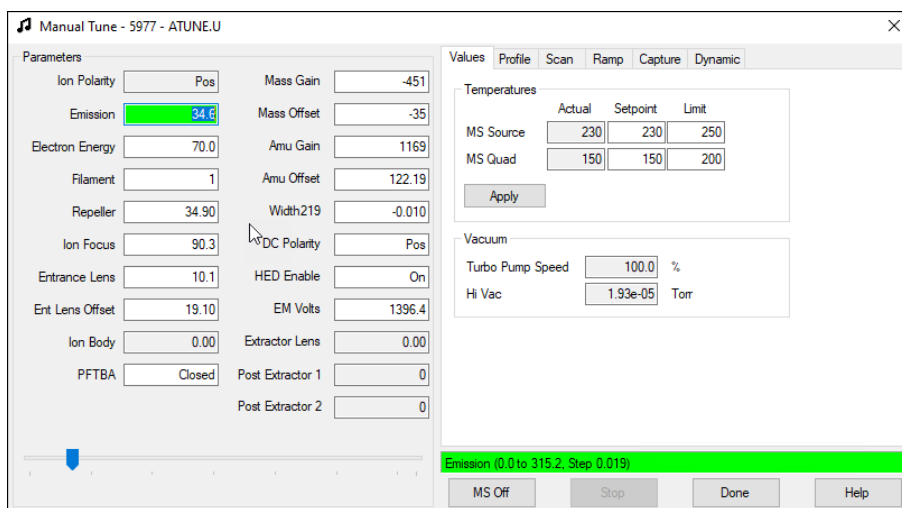 Manual Tune - 5977 - ATUNE.U
Parameters
Ion Polarity Pos
Emission 34.6
Electron Energy 70.0
Filament 1
Repeller 34.90
Ion Focus 90.3
Entrance Lens 10.1
Ent Lens Offset 19.10
Ion Body 0.00
PFTBA Closed
Mass Gain -451
Mass Offset -35
Amu Gain 1169
Amu Offset 122.19
Width219 -0.010
DC Polarity Pos
HED Enable On
EM Volts 1396.4
Extractor Lens 0.00
Post Extractor 1 0
Post Extractor 2 0
Values Profile Scan Ramp Capture Dynamic
Temperatures
Actual Setpoint Limit
MS Source 230 230 250
MS Quad 150 150 200
Apply
Vacuum
Turbo Pump Speed 100.0 %
Hi Vac 1.93e-05 Torr
Emission (0.0 to 315.2, Step 0.019)
MS Off Stop Done Help